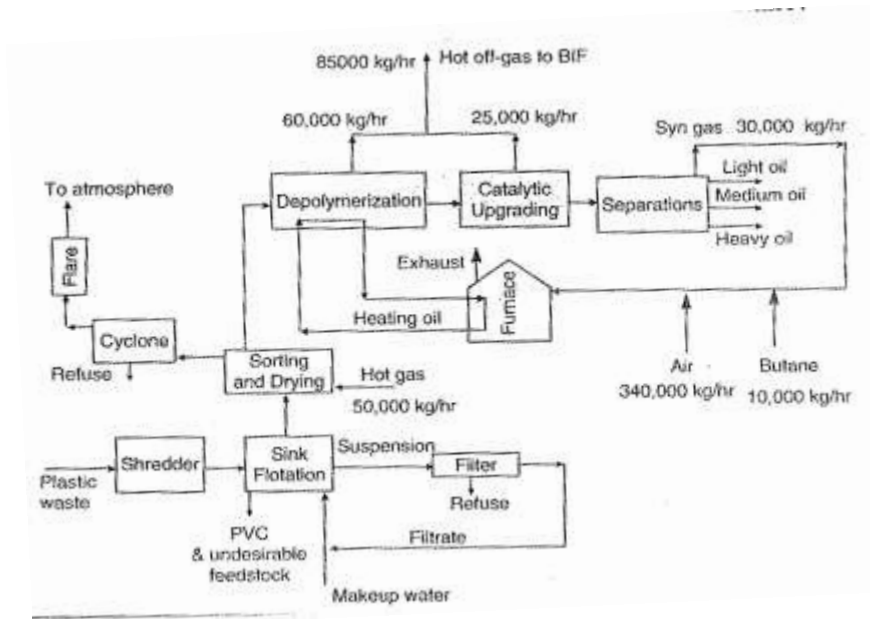 85000 kg/hr
Hot off-gas to BIF
60,000 kg/hr
25,000 kg/hr
Syn gas 30,000 kg/hr
Depolymerization
Catalytic
Upgrading
Separations
Light oil
Medium oil
Heavy oil
To atmosphere
Flare
Exhaust
Furnace
Heating oil
Cyclone
Refuse
Sorting
and Drying
Hot gas
50,000 kg/hr
Air
340,000 kg/hr
Butane
10,000 kg/hr
Plastic
waste
Shredder
Sink
Flotation
Suspension
Filter
Refuse
Filtrate
PVC
& undesirable
feedstock
Makeup water